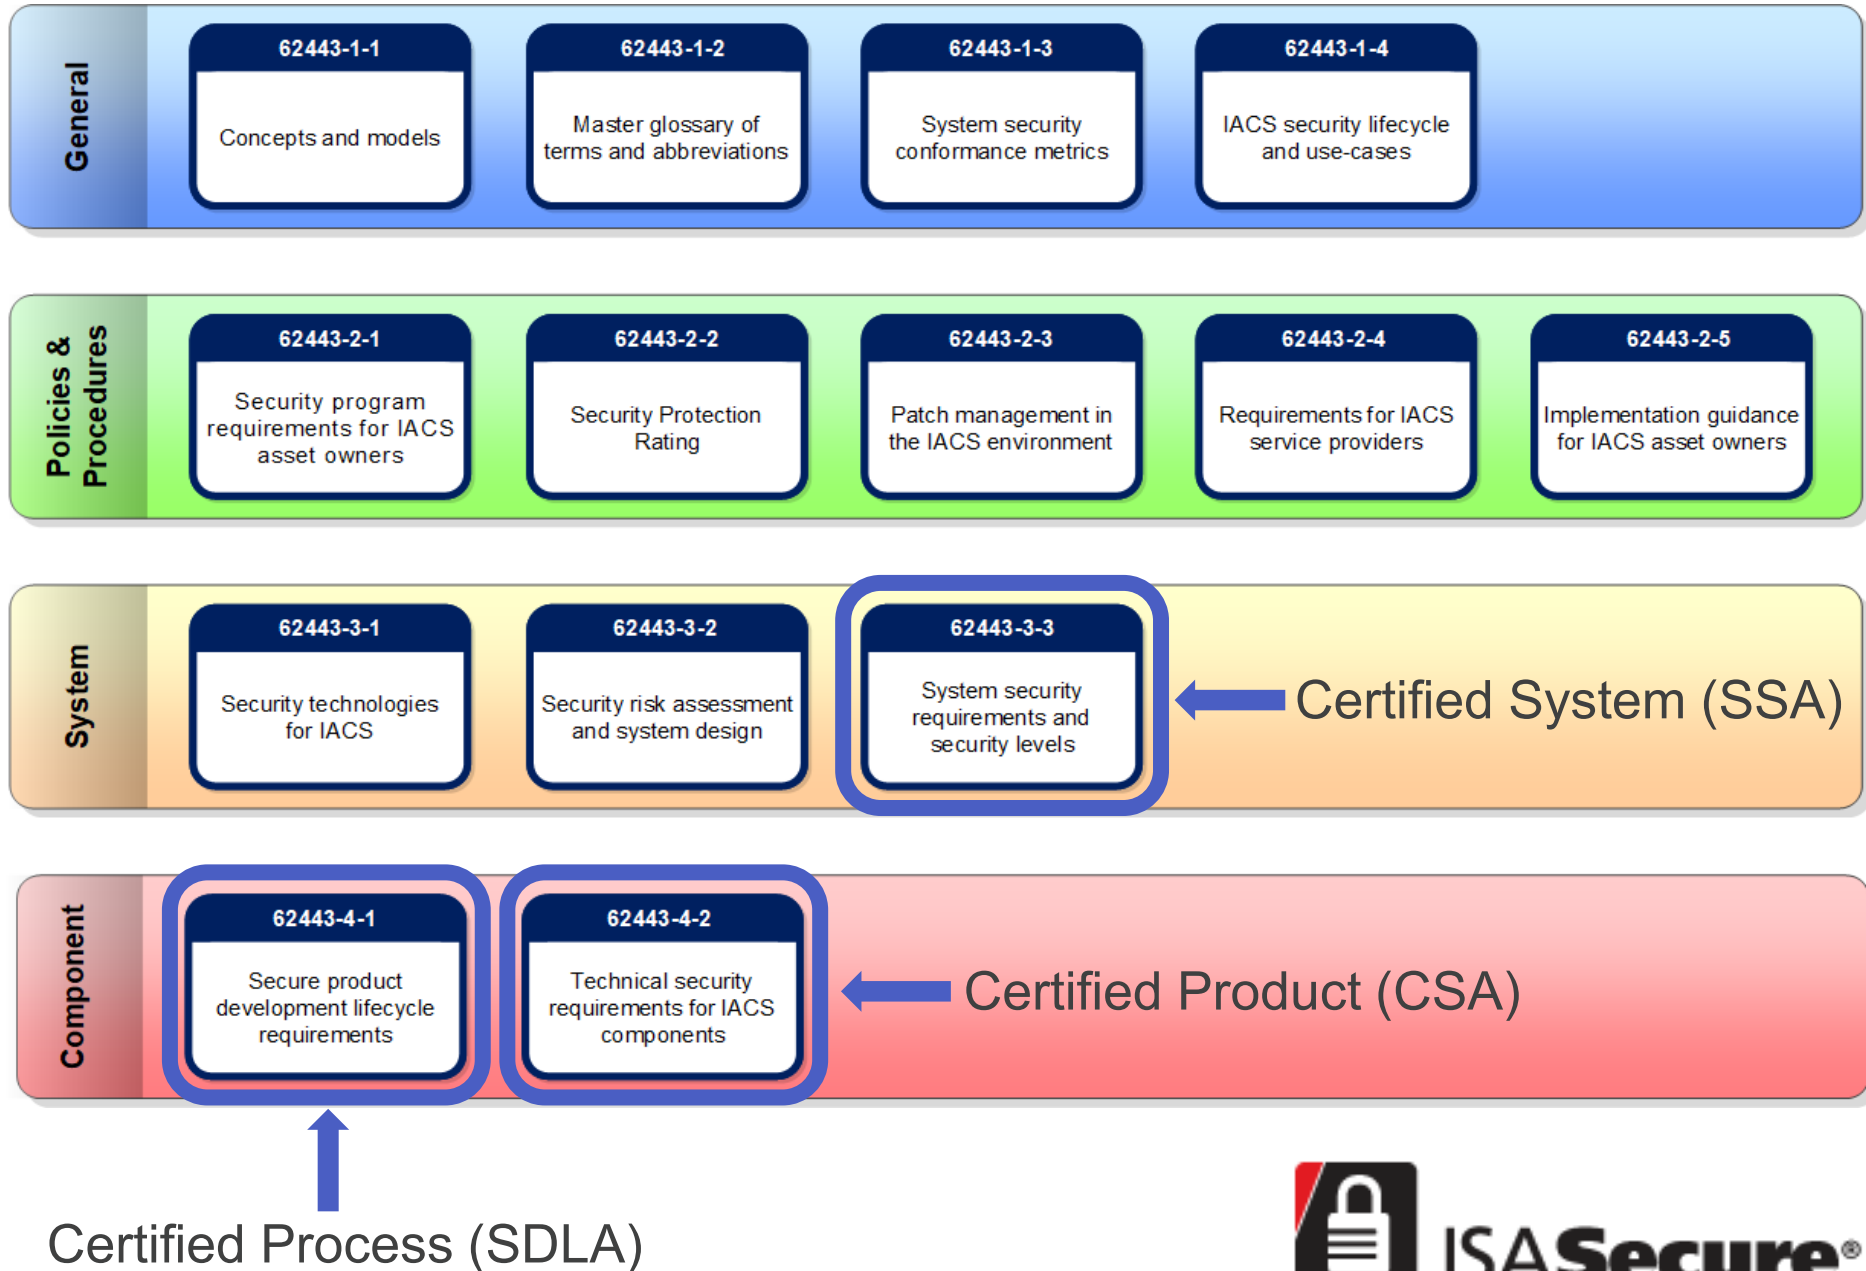 General
62443-1-1
Concepts and models
62443-1-2
Master glossary of
terms and abbreviations
62443-1-3
System security
conformance metrics
62443-1-4
IACS security lifecycle
and use-cases
Policies &
Procedures
62443-2-1
Security program
requirements for IACS
asset owners
62443-2-2
Security Protection
Rating
62443-2-3
Patch management in
the IACS environment
62443-2-4
Requirements for IACS
service providers
62443-2-5
Implementation guidance
for IACS asset owners
System
62443-3-1
Security technologies
for IACS
62443-3-2
Security risk assessment
and system design
62443-3-3
System security
requirements and
security levels
Certified System (SSA)
Component
62443-4-1
Secure product
development lifecycle
requirements
62443-4-2
Technical security
requirements for IACS
components
Certified Product (CSA)
Certified Process (SDLA)
ISASecure®